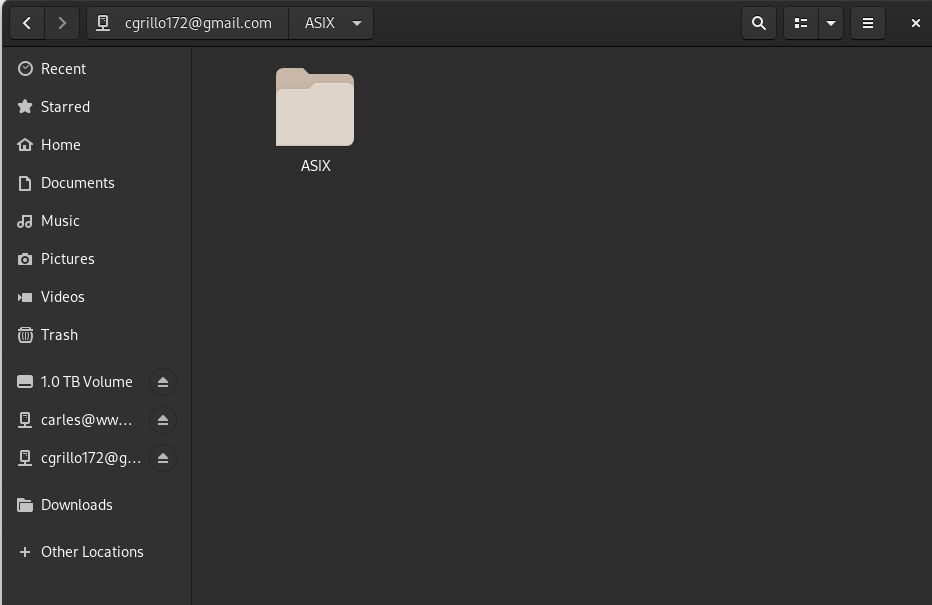 cgrillo172@gmail.com ASIX
Recent
Starred
Home
Documents
Music
Pictures
Videos
Trash
1.0 TB Volume
carles@ww...
cgrillo172@g...
Downloads
Other Locations
ASIX